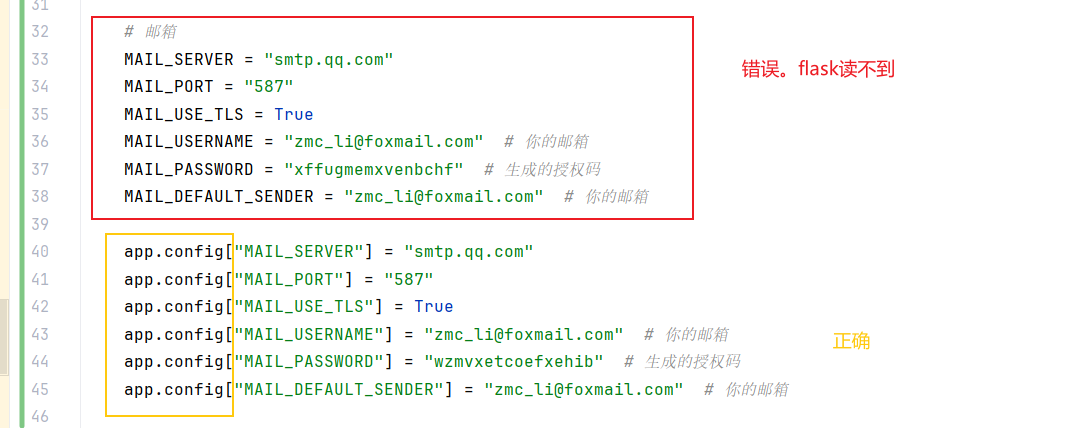 31
32 # 邮箱
33 MAIL_SERVER = "smtp.qq.com"
错误。flask读不到
34 MAIL_PORT = "587"
35 MAIL_USE_TLS = True
36 MAIL_USERNAME = "zmc_li@foxmail.com" # 你的邮箱
37 MAIL_PASSWORD = "xffugmemxvenbchf" # 生成的授权码
38 MAIL_DEFAULT_SENDER = "zmc_li@foxmail.com" # 你的邮箱
39
40 app.config["MAIL_SERVER"] = "smtp.qq.com"
41 app.config["MAIL_PORT"] = "587"
42 app.config["MAIL_USE_TLS"] = True
43 app.config["MAIL_USERNAME"] = "zmc_li@foxmail.com" # 你的邮箱
正确
44 app.config["MAIL_PASSWORD"] = "wzmvxetcoefxehib" # 生成的授权码
45 app.config["MAIL_DEFAULT_SENDER"] = "zmc_li@foxmail.com" # 你的邮箱
46